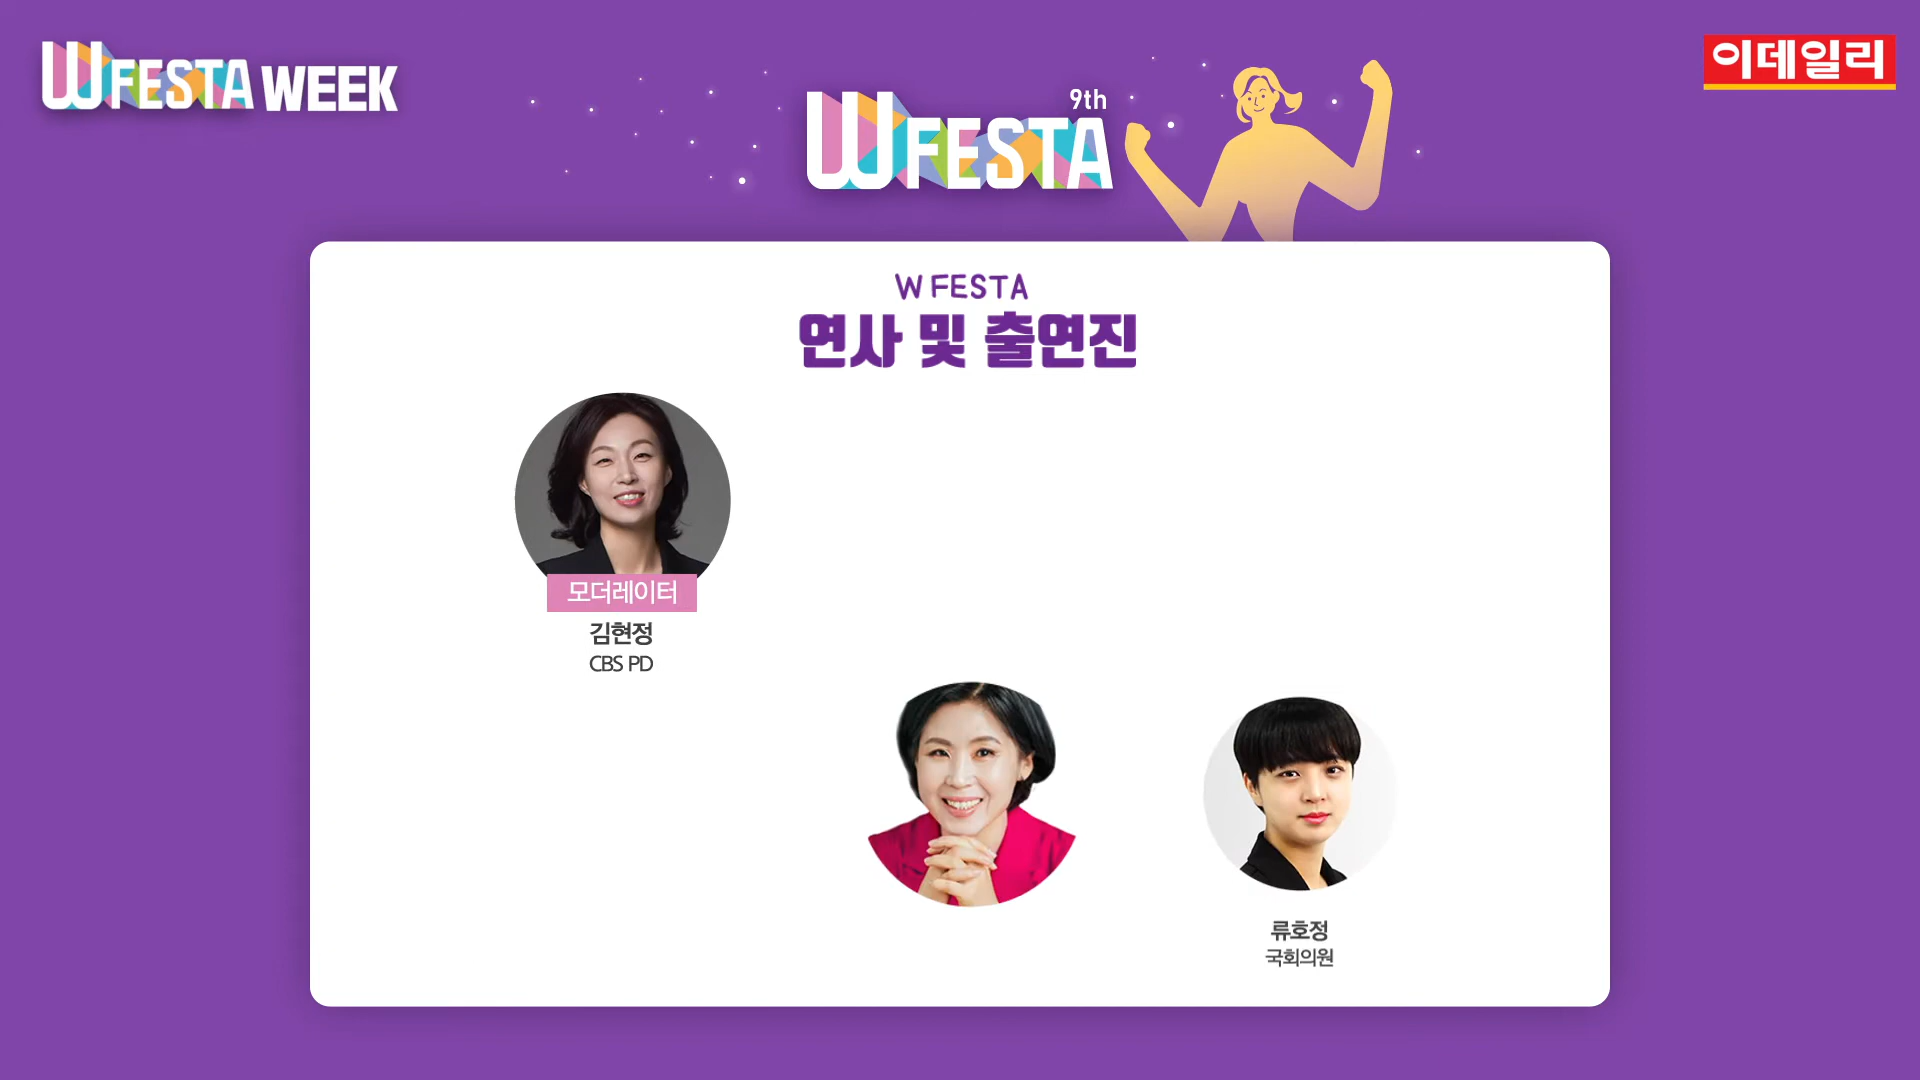 WFESTA WEEK
이데일리
9th
WFESTA
W FESTA
연사 및 출연진
모더레이터
김현정
CBS PD
류호정
국회의원